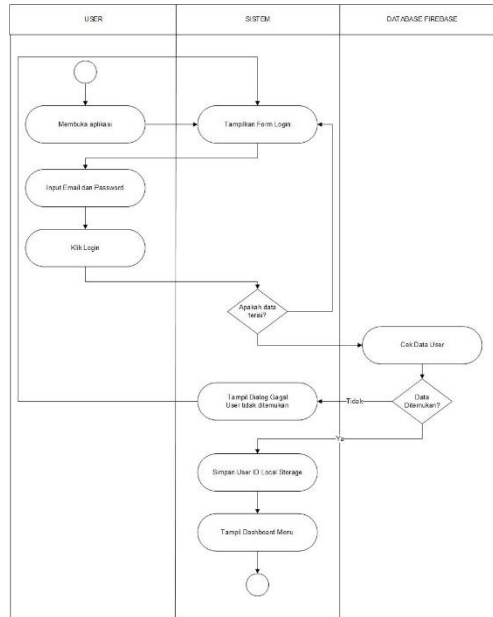 USER
SISTEM
DATABASE FIREBASE
Membuka aplikasi
Tampilkan Form Login
Input Email dan Password
Klik Login
Apakah data
terisi?
Cek Data User
Tampil Dialog Gagal
User tidak ditemukan
Tidak
Data
Ditemukan?
Ya
Simpan User ID Local Storage
Tampil Dashboard Menu